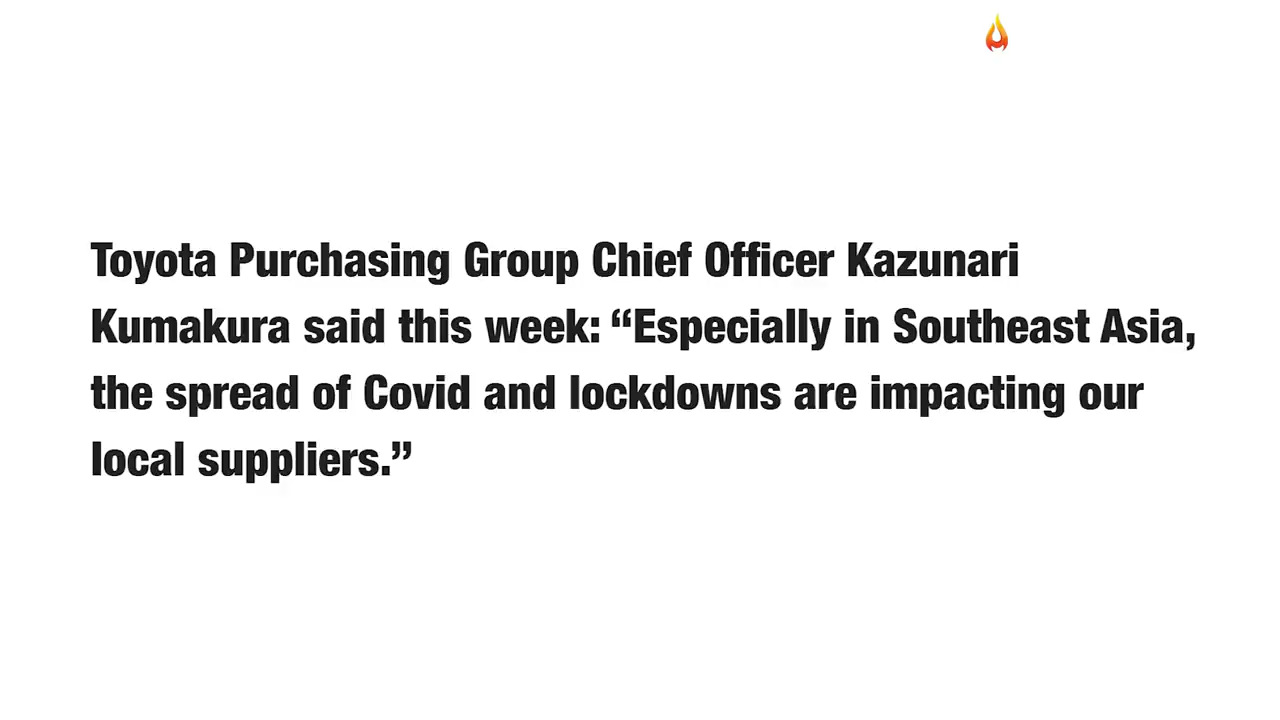 Toyota Purchasing Group Chief Officer Kazunari
Kumakura said this week: “Especially in Southeast Asia,
the spread of Covid and lockdowns are impacting our
local suppliers.”